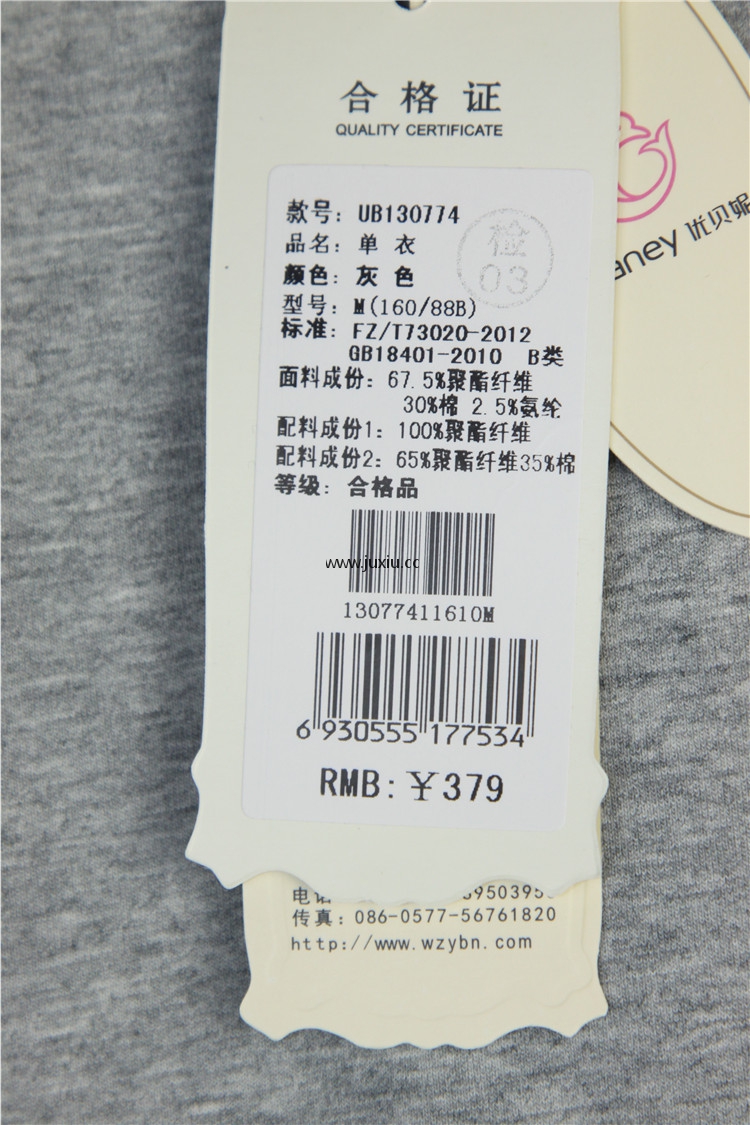 合格证
QUALITY CERTIFICATE
款号：UB130774
品名：单衣
检
03
颜色：灰色
型号：M(160/88B)
标准：FZ/T73020-2012
GB18401-2010 B类
面料成份：67.5%聚酯纤维
30%棉 2.5%氨纶
配料成份1：100%聚酯纤维
配料成份2：65%聚酯纤维35%棉
等级：合格品
www.juxiu.cc
13077411610M
6 930555 177534
RMB:￥379
aney 优贝妮
传真：086-0577-56761820
http://www.wzybn.com